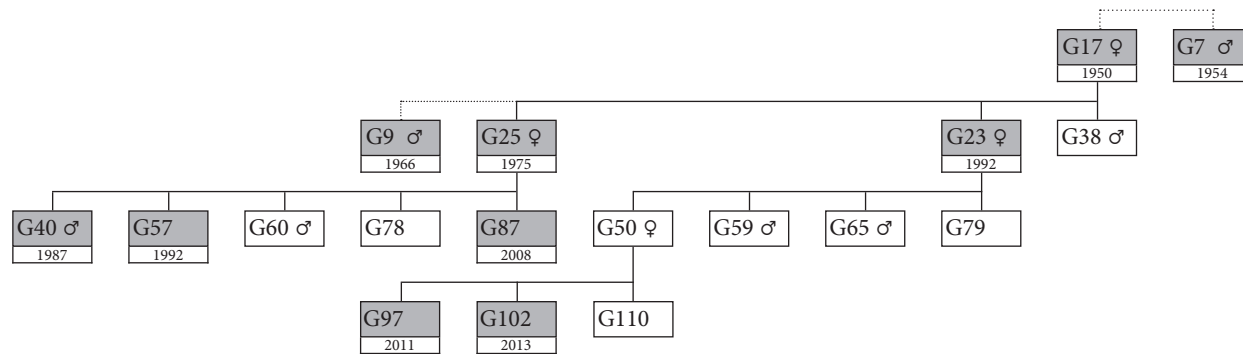 G17 ♀ G7 ♂
1950 1954
G9 ♂ G25 ♀ G23 ♀ G38 ♂
1966 1975 1992
G40 ♂ G57 G60 ♂ G78 G87 G50 ♀ G59 ♂ G65 ♂ G79
1987 1992 2008
G97 G102 G110
2011 2013